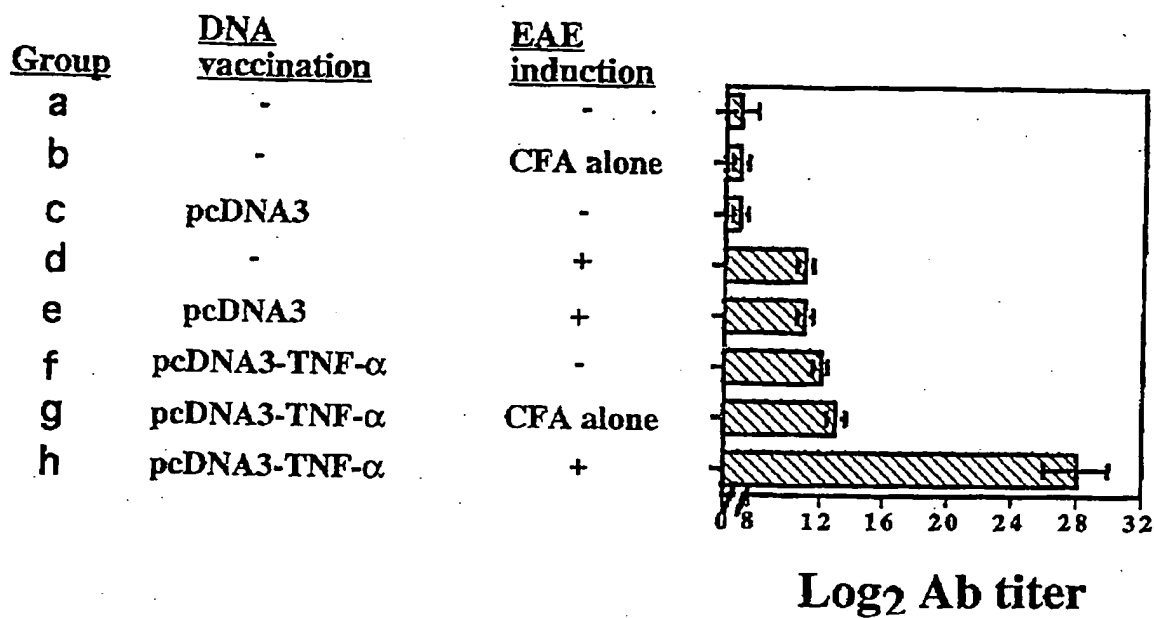 DNA EAE
Group vaccination induction
a - -
b - CFA alone
c pcDNA3 -
d - +
e pcDNA3 +
f pcDNA3-TNF-α -
g pcDNA3-TNF-α CFA alone
h pcDNA3-TNF-α +
0 8 12 16 20 24 28 32
Log2 Ab titer